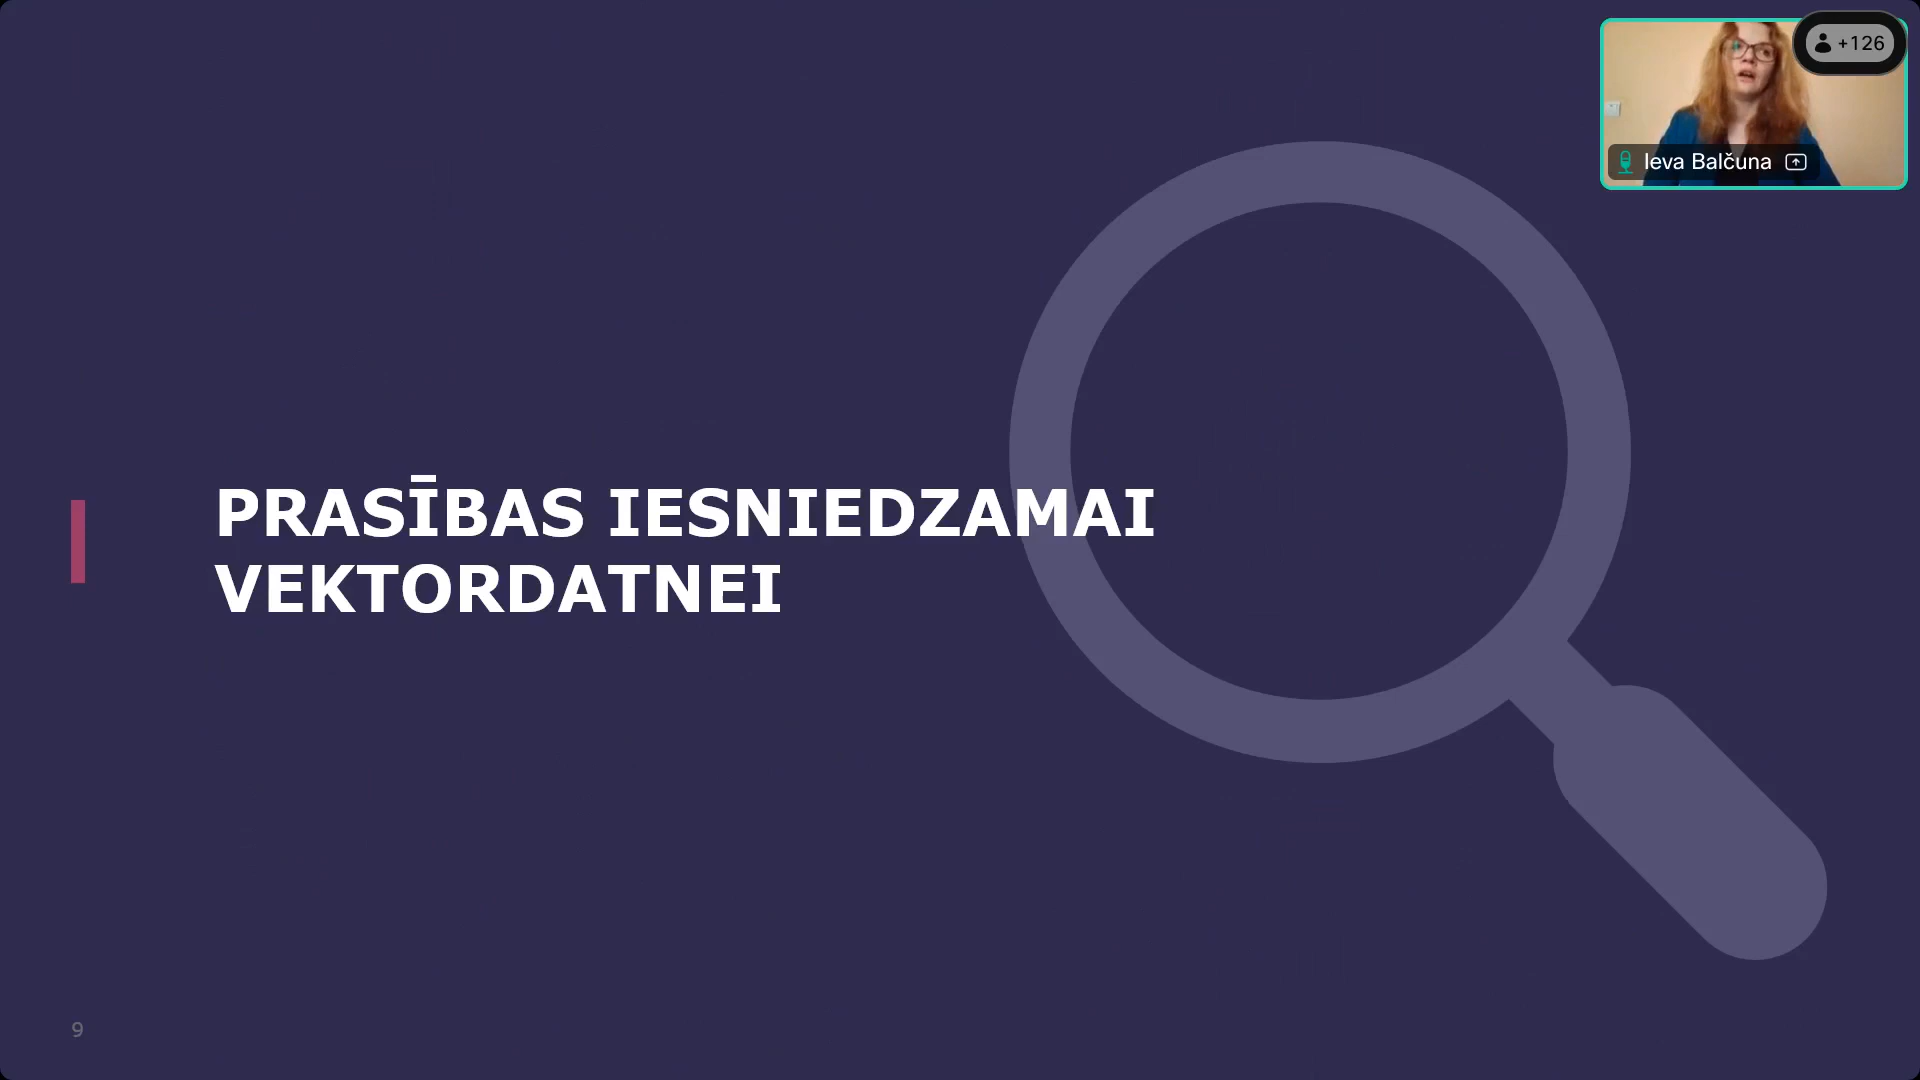 +126
Ieva Balčuna
PRASĪBAS IESNIEDZAMAI
VEKTORDATNEI
9